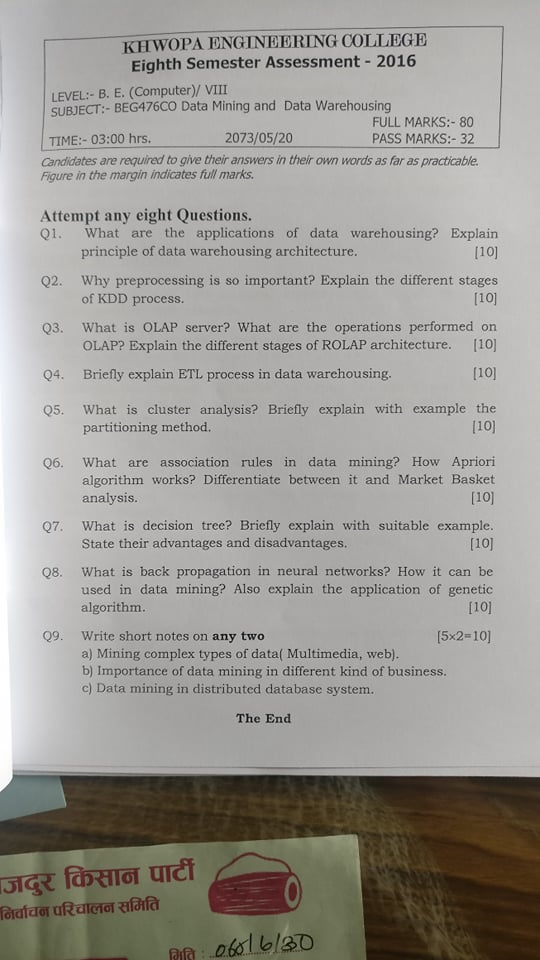 KHWOPA ENGINEERING COLLEGE
Eighth Semester Assessment - 2016
LEVEL:- B. E. (Computer)/ VIII
SUBJECT:- BEG476CO Data Mining and Data Warehousing
FULL MARKS:- 80
TIME:- 03:00 hrs. 2073/05/20 PASS MARKS:- 32
Candidates are required to give their answers in their own words as far as practicable.
Figure in the margin indicates full marks.
Attempt any eight Questions.
Q1. What are the applications of data warehousing? Explain
principle of data warehousing architecture. [10]
Q2. Why preprocessing is so important? Explain the different stages
of KDD process. [10]
Q3. What is OLAP server? What are the operations performed on
OLAP? Explain the different stages of ROLAP architecture. [10]
Q4. Briefly explain ETL process in data warehousing. [10]
Q5. What is cluster analysis? Briefly explain with example the
partitioning method. [10]
Q6. What are association rules in data mining? How Apriori
algorithm works? Differentiate between it and Market Basket
analysis. [10]
Q7. What is decision tree? Briefly explain with suitable example.
State their advantages and disadvantages. [10]
Q8. What is back propagation in neural networks? How it can be
used in data mining? Also explain the application of genetic
algorithm. [10]
Q9. Write short notes on any two [5×2=10]
a) Mining complex types of data( Multimedia, web).
b) Importance of data mining in different kind of business.
c) Data mining in distributed database system.
The End
जदुर किसान पार्टी
निर्वाचन परिचालन समिति
मिति :